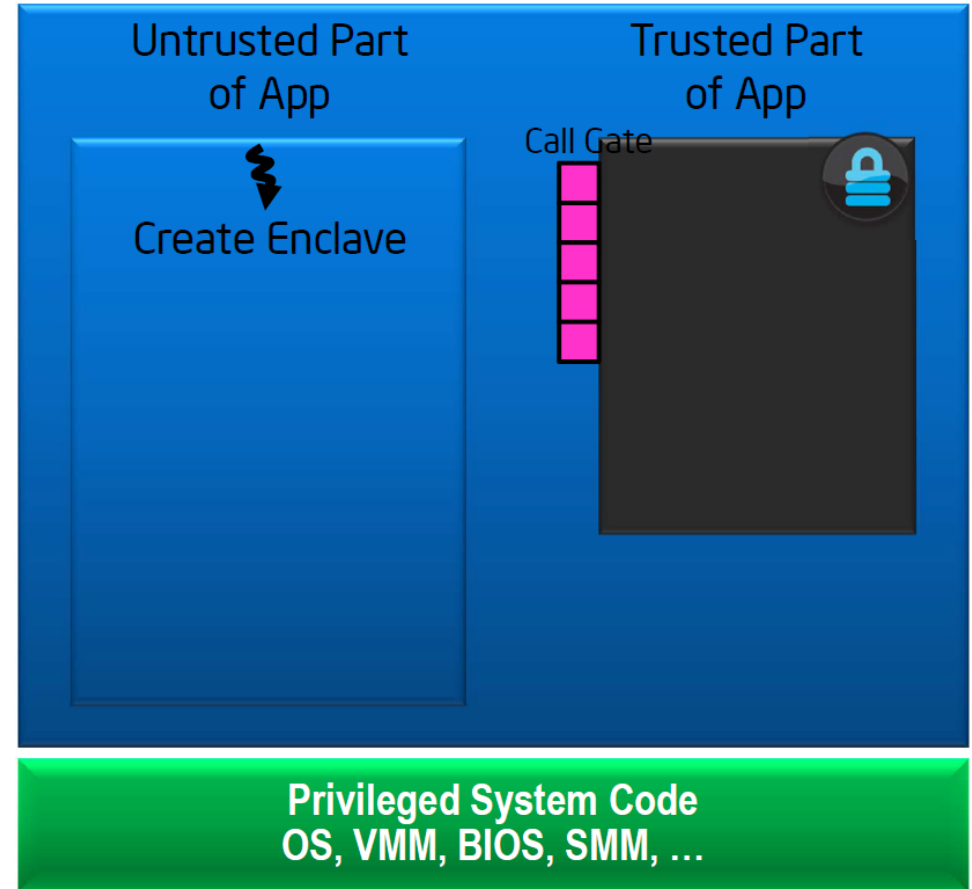 Untrusted Part
of App
Trusted Part
of App
Call Gate
Create Enclave
Privileged System Code
OS, VMM, BIOS, SMM, ...